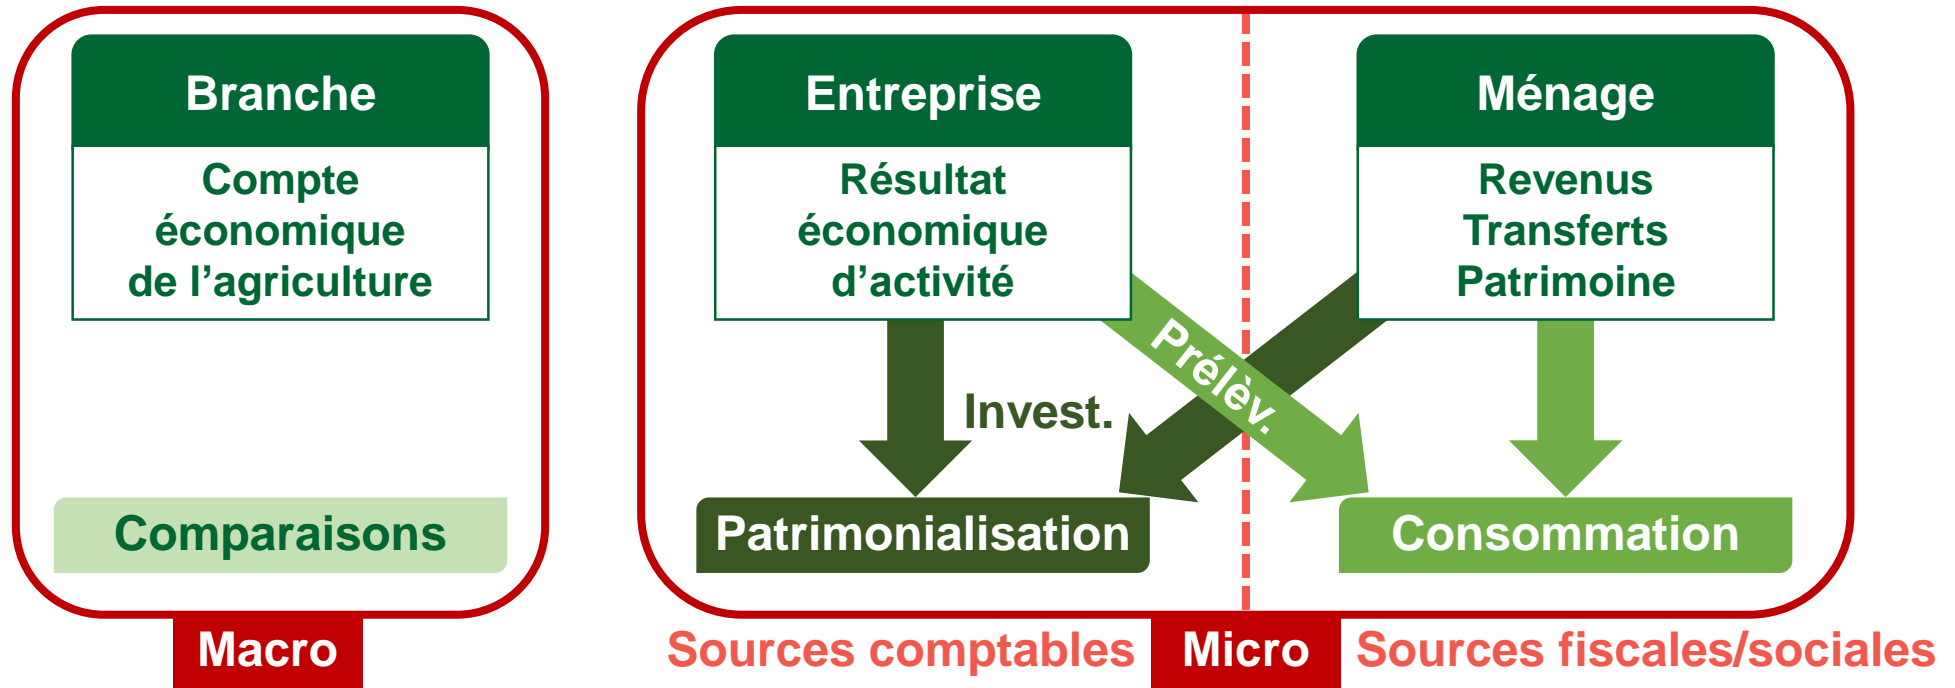 Branche
Compte
économique
de l’agriculture
Comparaisons
Macro
Entreprise
Résultat
économique
d’activité
Ménage
Revenus
Transferts
Patrimoine
Prélèv.
Invest.
Patrimonialisation
Consommation
Sources comptables
Micro
Sources fiscales/sociales